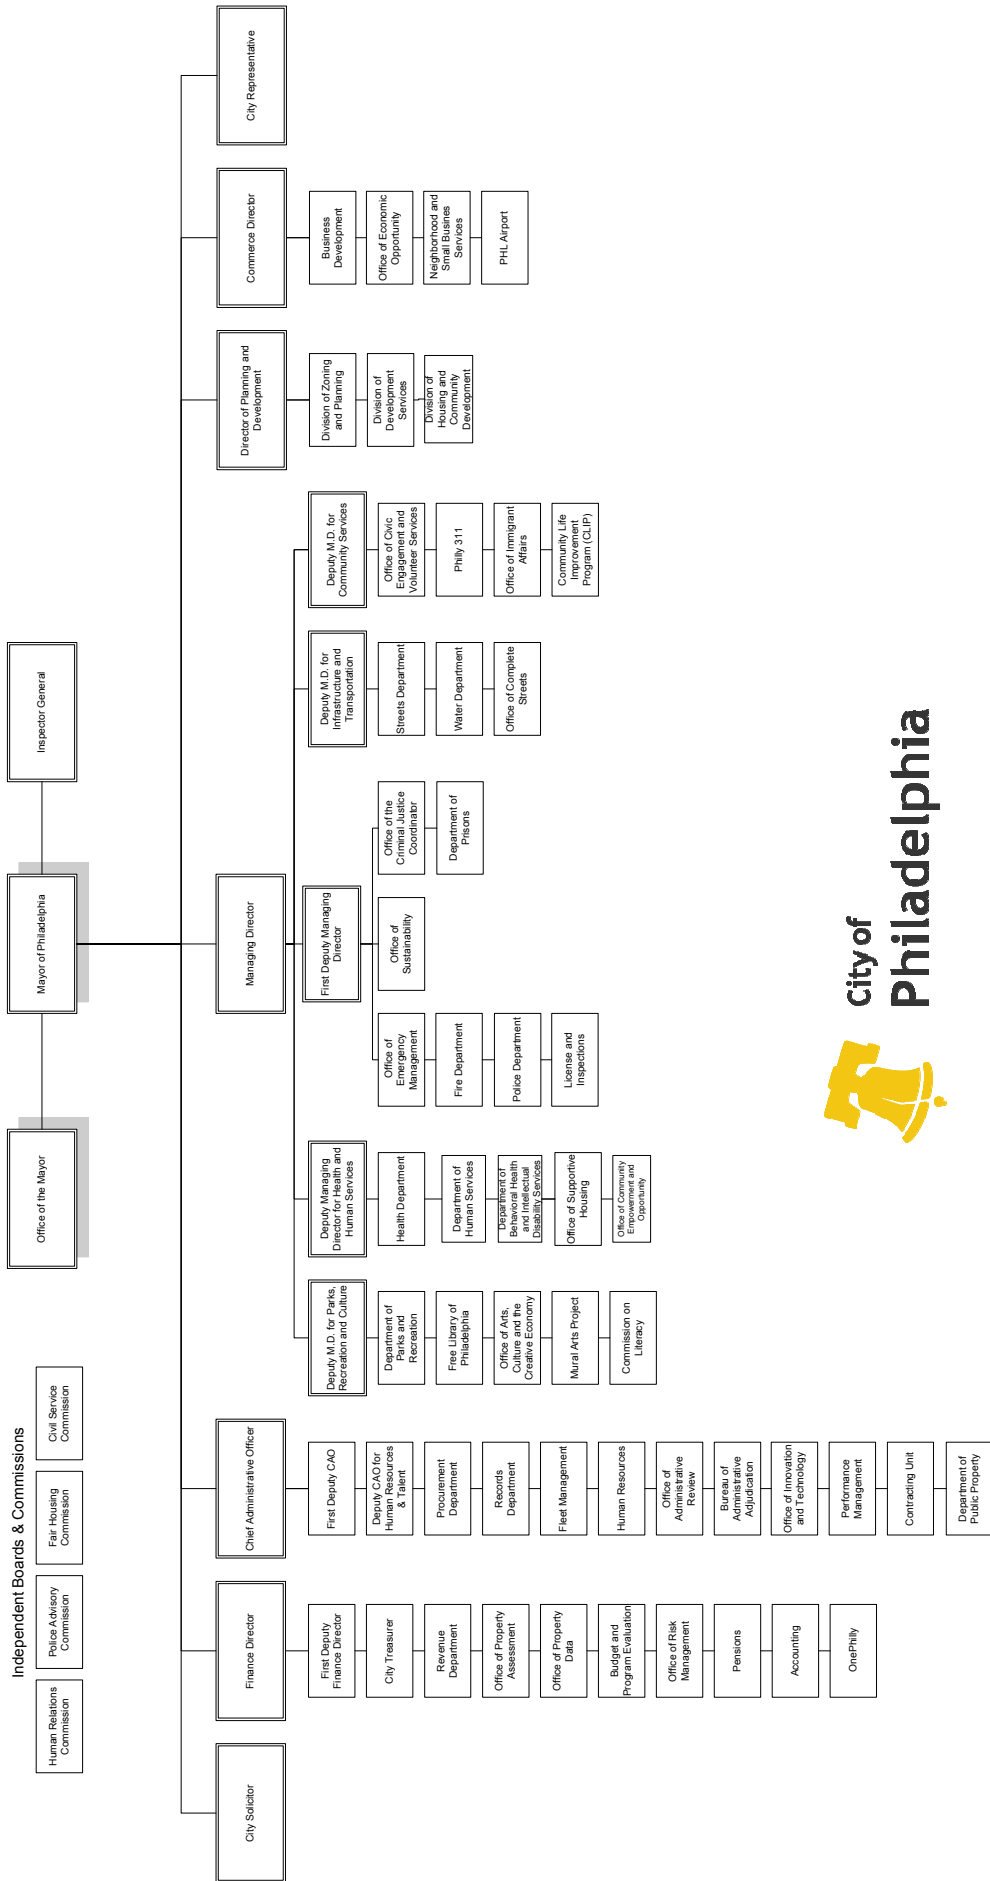 Independent Boards & Commissions
Human Relations
Commission
Police Advisory
Commission
Fair Housing
Commission
Civil Service
Commission
Office of the Mayor
Mayor of Philadelphia
Inspector General
City Solicitor
Finance Director
First Deputy
Finance Director
City Treasurer
Revenue
Department
Office of Property
Assessment
Office of Property
Data
Budget and
Program Evaluation
Office of Risk
Management
Pensions
Accounting
OnePhilly
Chief Administrative Officer
First Deputy CAO
Deputy CAO for
Human Resources
& Talent
Procurement
Department
Records
Department
Fleet Management
Human Resources
Office of
Administrative
Review
Bureau of
Administrative
Adjudication
Office of Innovation
and Technology
Performance
Management
Contracting Unit
Department of
Public Property
Managing Director
Deputy M.D. for Parks,
Recreation and Culture
Department of
Parks and
Recreation
Free Library of
Philadelphia
Office of Arts,
Culture and the
Creative Economy
Mural Arts Project
Commission on
Literacy
Deputy Managing
Director for Health and
Human Services
Health Department
Department of
Human Services
Department of
Behavioral Health
and Intellectual
Disability Services
Office of Supportive
Housing
Office of Community
Empowerment and
Opportunity
First Deputy Managing
Director
Office of
Emergency
Management
Fire Department
Police Department
License and
Inspections
Office of
Sustainability
Office of the
Criminal Justice
Coordinator
Department of
Prisons
Deputy M.D. for
Infrastructure and
Transportation
Streets Department
Water Department
Office of Complete
Streets
Deputy M.D. for
Community Services
Office of Civic
Engagement and
Volunteer Services
Philly 311
Office of Immigrant
Affairs
Community Life
Improvement
Program (CLIP)
Director of Planning and
Development
Division of Zoning
and Planning
Division of
Development
Services
Division of
Housing and
Community
Development
Commerce Director
Business
Development
Office of Economic
Opportunity
Neighborhood and
Small Busines
Services
PHL Airport
City Representative
City of
Philadelphia